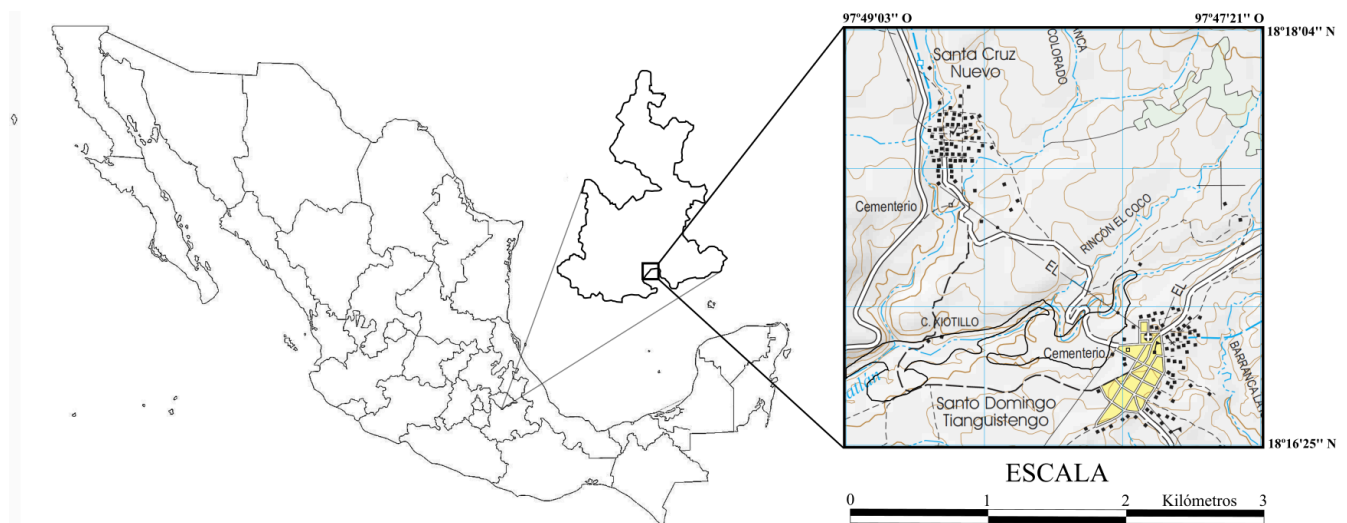 97º49'03'' O
97º47'21'' O
18º18'04'' N
Santa Cruz
Nuevo
COLORADO
Cementerio
RINCÓN EL COCO
EL
EL
C. XIOTILLO
Cementerio
Santo Domingo
Tianguistengo
18º16'25'' N
ESCALA
0 1 2 Kilómetros 3